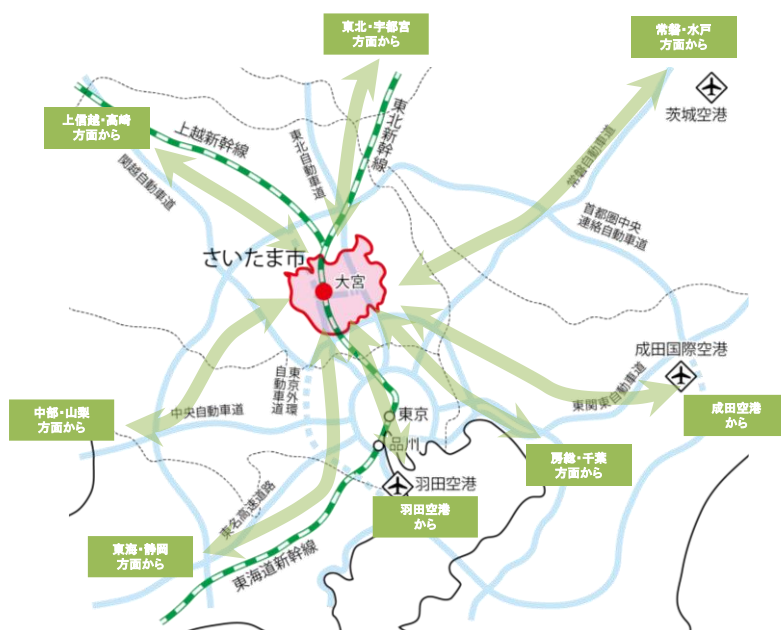 東北・宇都宮
方面から
常磐・水戸
方面から
茨城空港
上信越・高崎
方面から
上越新幹線
東北新幹線
東北自動車道
関越自動車道
常磐自動車道
首都圏中央
連絡自動車道
さいたま市
大宮
成田国際空港
東京外環
自動車道
中央自動車道
東関東自動車道
中部・山梨
方面から
東京
成田空港
から
品川
房総・千葉
方面から
羽田空港
羽田空港
から
東名高速道路
東海・静岡
方面から
東海道新幹線